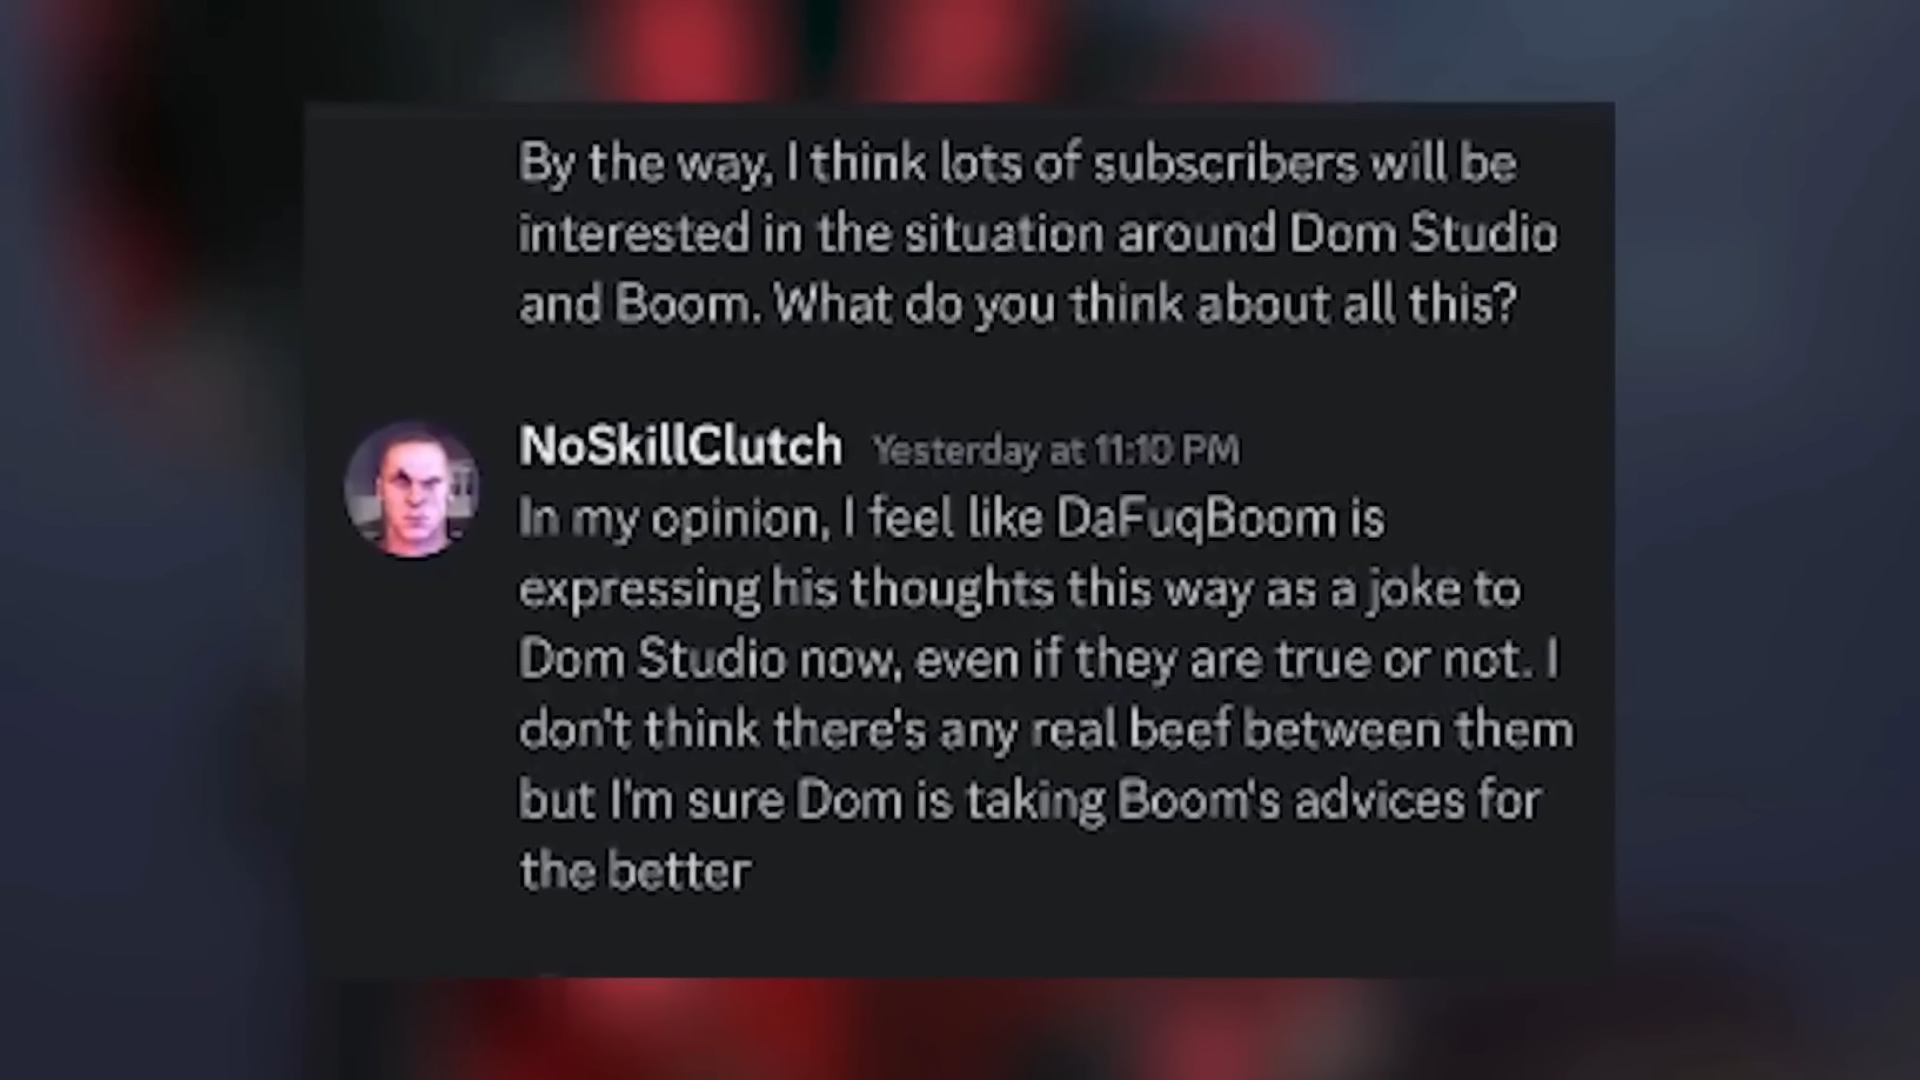 By the way, I think lots of subscribers will be
interested in the situation around Dom Studio
and Boom. What do you think about all this?
NoSkillClutch Yesterday at 11:10 PM
In my opinion, I feel like DaFuqBoom is
expressing his thoughts this way as a joke to
Dom Studio now, even if they are true or not. I
don't think there's any real beef between them
but I'm sure Dom is taking Boom's advices for
the better